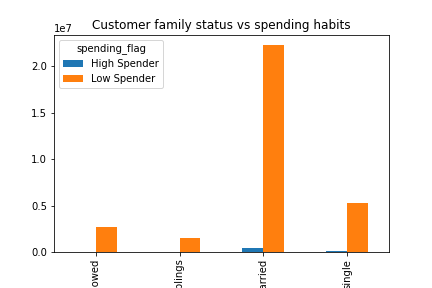 Customer family status vs spending habits
1e7
spending_flag
High Spender
Low Spender
2.0
1.5
1.0
0.5
0.0
owed
blings
arried
single